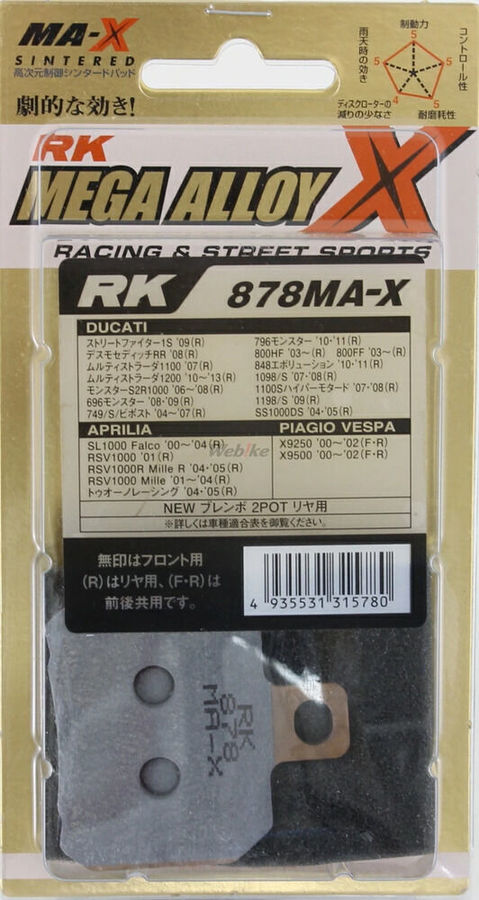 MA-X
SINTERED
高次元制御シンタードパッド
劇的な効き!
制動力
コントロール性
雨天時の効き
5
5
5
4
5
ディスクローターの
減りの少なさ
耐磨耗性
RK
MEGA ALLOY X
RACING & STREET SPORTS
RK 878MA-X
DUCATI
ストリートファイター1S '09(R)
デスモセディッチRR '08(R)
ムルティストラーダ1100 '07(R)
ムルティストラーダ1200 '10〜'13(R)
モンスターS2R1000 '06〜'08(R)
696モンスター '08·'09(R)
749/S/ビポスト '04〜'07(R)
796モンスター '10·'11(R)
800HF '03〜(R) 800FF '03〜(R)
848エボリューション '10·'11(R)
1098/S '07·'08(R)
1100Sハイパーモタード '07·'08(R)
1198/S '09(R)
SS1000DS '04·'05(R)
APRILIA
SL1000 Falco '00〜'04(R)
RSV1000 '01(R)
RSV1000R Mille R '04·'05(R)
RSV1000 Mille '01〜'04(R)
トゥオーノレーシング '04·'05(R)
PIAGIO VESPA
X9250 '00〜'02(F·R)
X9500 '00〜'02(F·R)
Webike
NEW ブレンボ 2POT リヤ用
※詳しくは車種適合表を御覧ください。
無印はフロント用
(R)はリヤ用、(F·R)は
前後共用です。
4 935531 315780
RK
878
MA-X